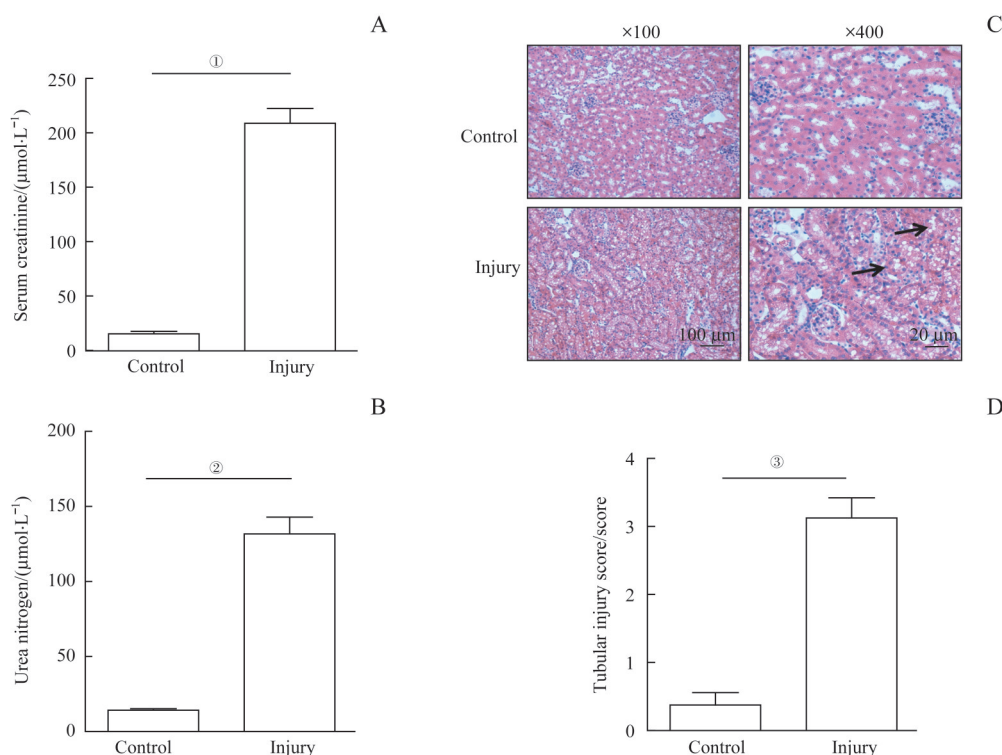 A
Serum creatinine/(μmol·L⁻¹)
250
200
150
100
50
0
①
Control
Injury
B
Urea nitrogen/(μmol·L⁻¹)
200
150
100
50
0
②
Control
Injury
C
×100
×400
Control
Injury
100 μm
20 μm
D
Tubular injury score/score
4
3
2
1
0
③
Control
Injury